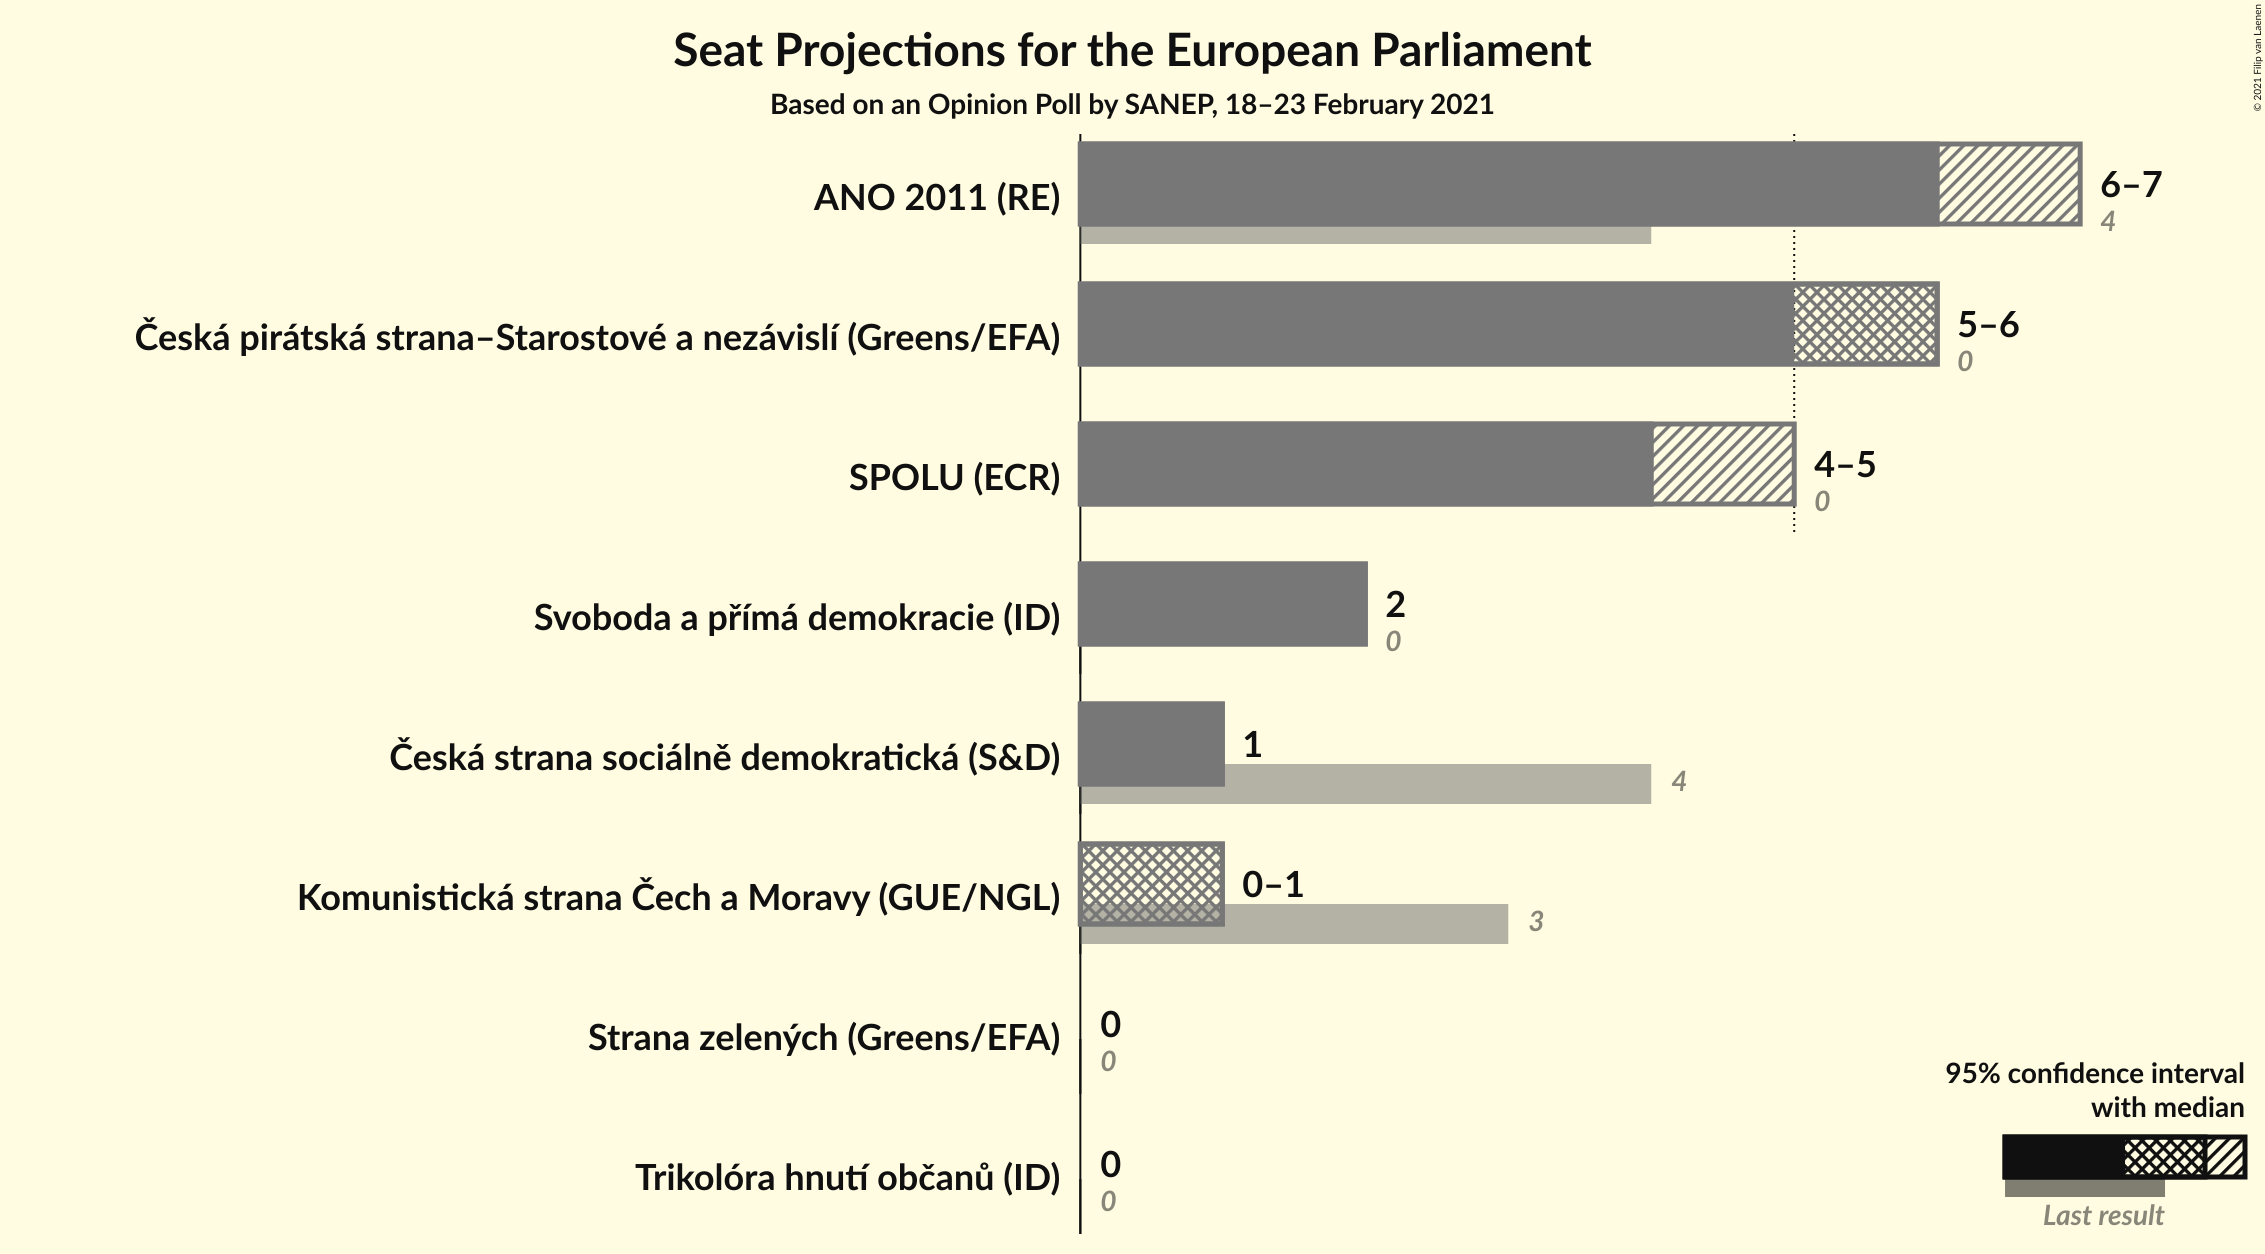 Seat Projections for the European Parliament
Based on an Opinion Poll by SANEP, 18–23 February 2021
© 2021 Filip van Laenen
ANO 2011 (RE)
6–7
4
Česká pirátská strana–Starostové a nezávislí (Greens/EFA)
5–6
0
SPOLU (ECR)
4–5
0
Svoboda a přímá demokracie (ID)
2
0
Česká strana sociálně demokratická (S&D)
1
4
Komunistická strana Čech a Moravy (GUE/NGL)
0–1
3
Strana zelených (Greens/EFA)
0
0
Trikolóra hnutí občanů (ID)
0
0
95% confidence interval
with median
Last result